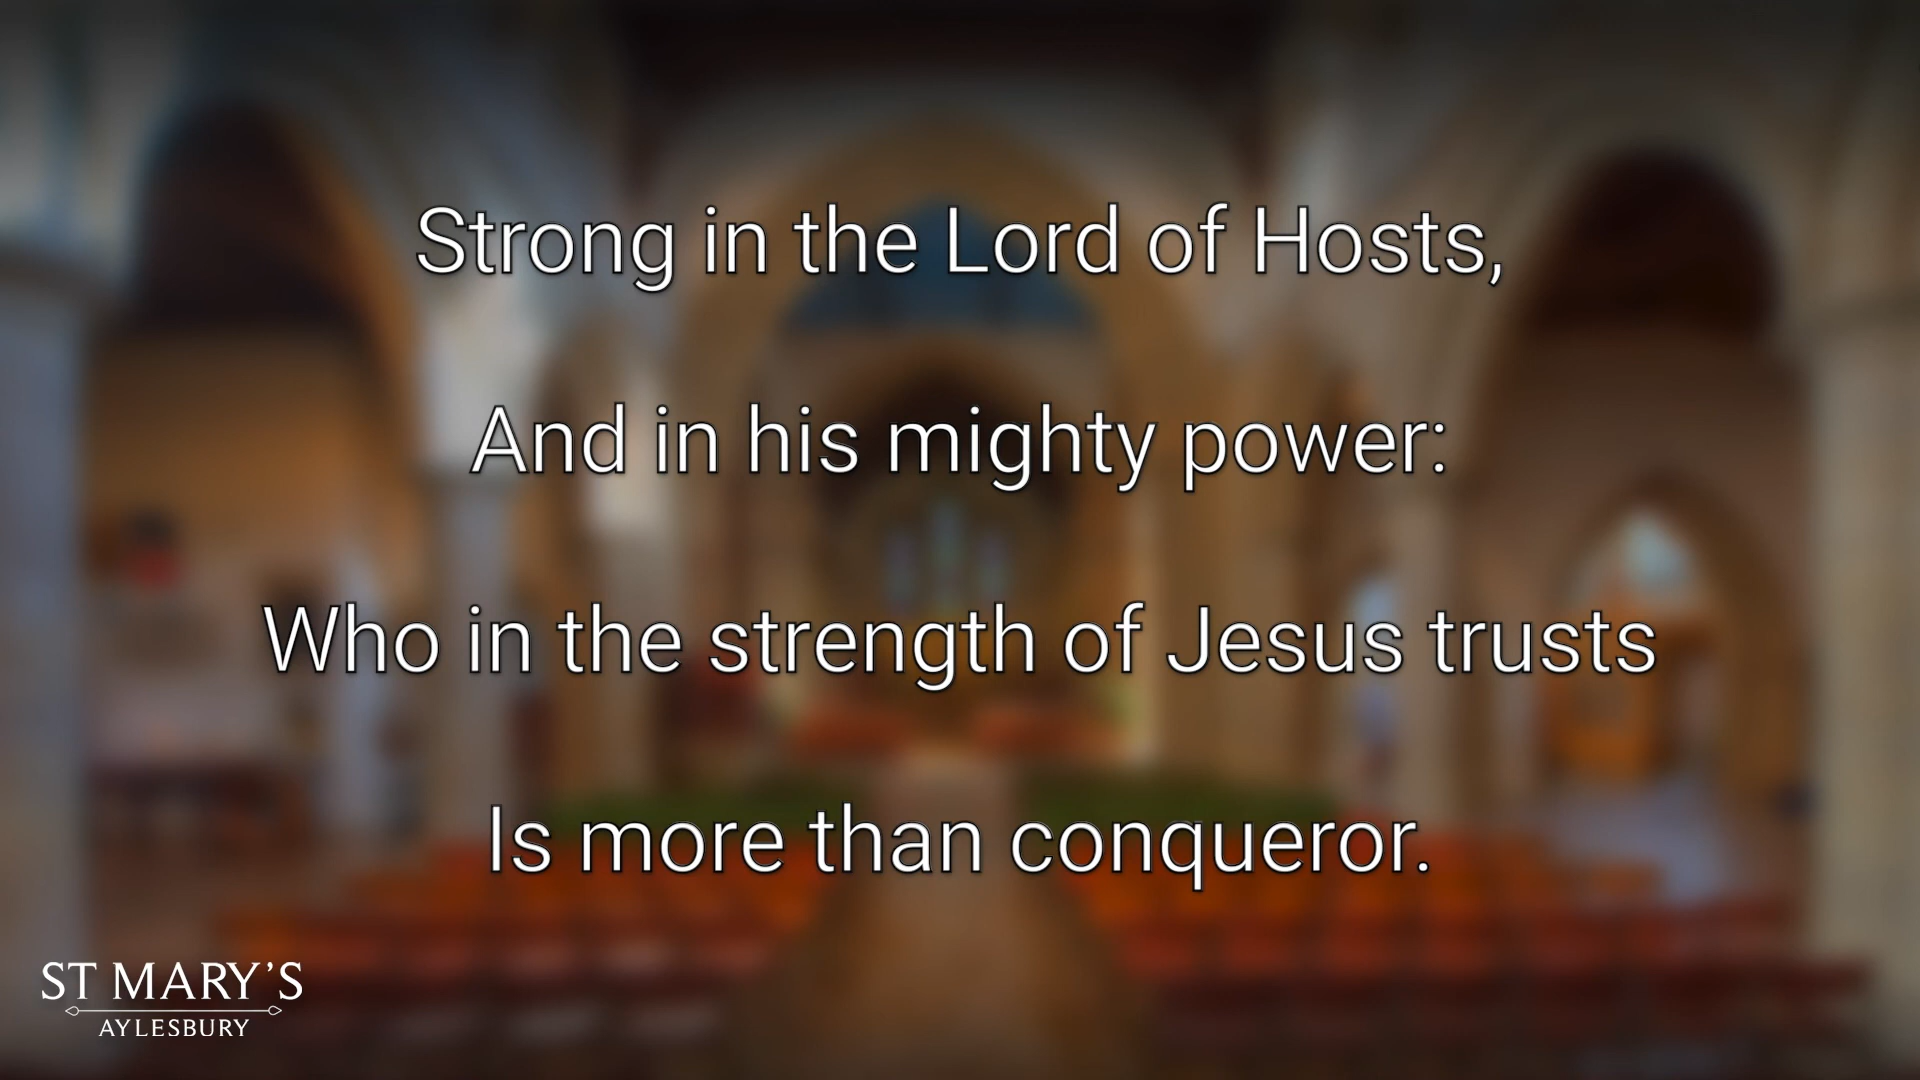 Strong in the Lord of Hosts,
And in his mighty power:
Who in the strength of Jesus trusts
Is more than conqueror.
ST MARY'S
AYLESBURY